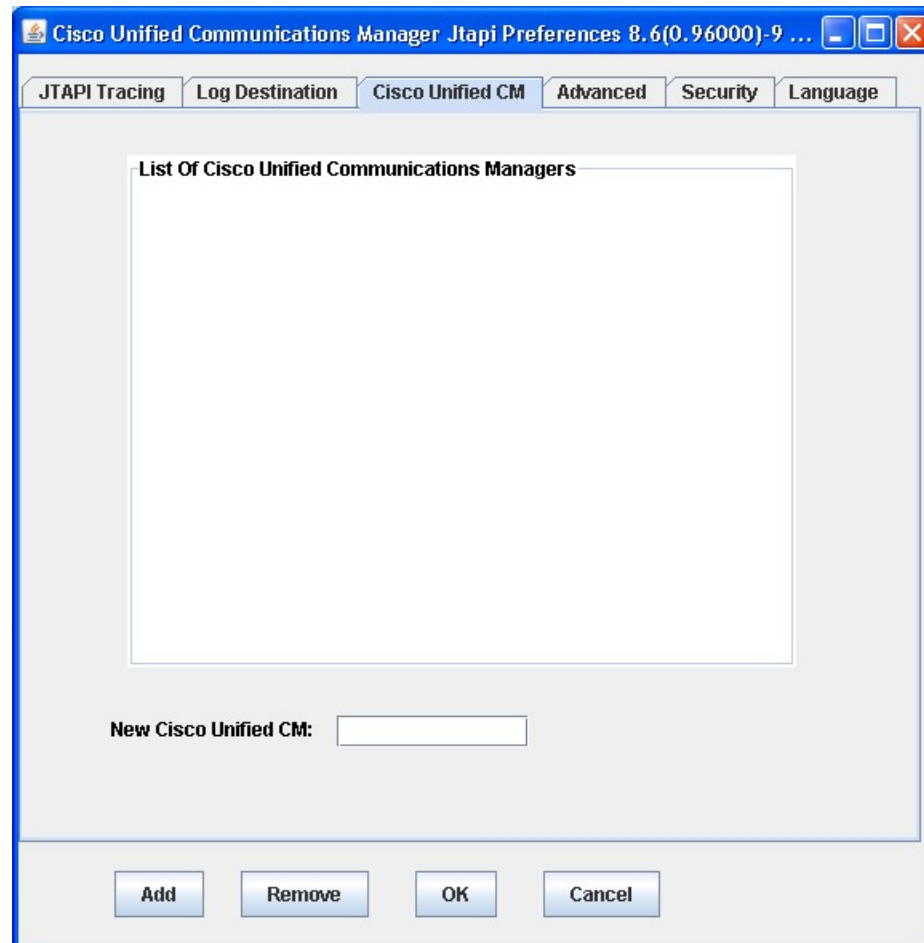 Cisco Unified Communications Manager Jtapi Preferences 8.6(0.96000)-9 ...
JTAPI Tracing Log Destination Cisco Unified CM Advanced Security Language
List Of Cisco Unified Communications Managers
New Cisco Unified CM:
Add Remove OK Cancel